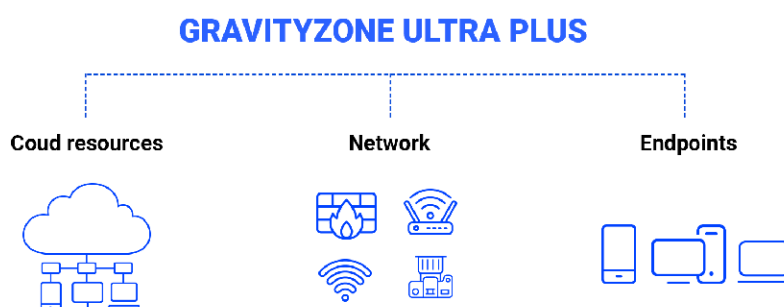 GRAVITYZONE ULTRA PLUS
Coud resources
Network
Endpoints